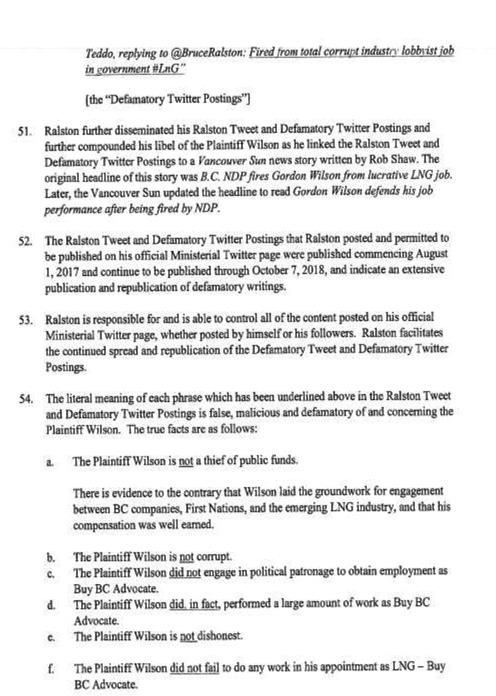 Teddo, replying to @BruceRalston: Fired from total corrupt industry lobbyist job
in government #LnG"
[the "Defamatory Twitter Postings"]
51. Ralston further disseminated his Ralston Tweet and Defamatory Twitter Postings and
further compounded his libel of the Plaintiff Wilson as he linked the Ralston Tweet and
Defamatory Twitter Postings to a Vancouver Sun news story written by Rob Shaw. The
original headline of this story was B.C. NDP fires Gordon Wilson from lucrative LNG job.
Later, the Vancouver Sun updated the headline to read Gordon Wilson defends his job
performance after being fired by NDP.
52. The Ralston Tweet and Defamatory Twitter Postings that Ralston posted and permitted to
be published on his official Ministerial Twitter page were published commencing August
1, 2017 and continue to be published through October 7, 2018, and indicate an extensive
publication and republication of defamatory writings.
53. Ralston is responsible for and is able to control all of the content posted on his official
Ministerial Twitter page, whether posted by himself or his followers. Ralston facilitates
the continued spread and republication of the Defamatory Tweet and Defamatory Twitter
Postings.
54. The literal meaning of each phrase which has been underlined above in the Ralston Tweet
and Defamatory Twitter Postings is false, malicious and defamatory of and concerning the
Plaintiff Wilson. The true facts are as follows:
a. The Plaintiff Wilson is not a thief of public funds.
There is evidence to the contrary that Wilson laid the groundwork for engagement
between BC companies, First Nations, and the emerging LNG industry, and that his
compensation was well earned.
b. The Plaintiff Wilson is not corrupt.
c. The Plaintiff Wilson did not engage in political patronage to obtain employment as
Buy BC Advocate.
d. The Plaintiff Wilson did, in fact, performed a large amount of work as Buy BC
Advocate.
e. The Plaintiff Wilson is not dishonest.
f. The Plaintiff Wilson did not fail to do any work in his appointment as LNG – Buy
BC Advocate.